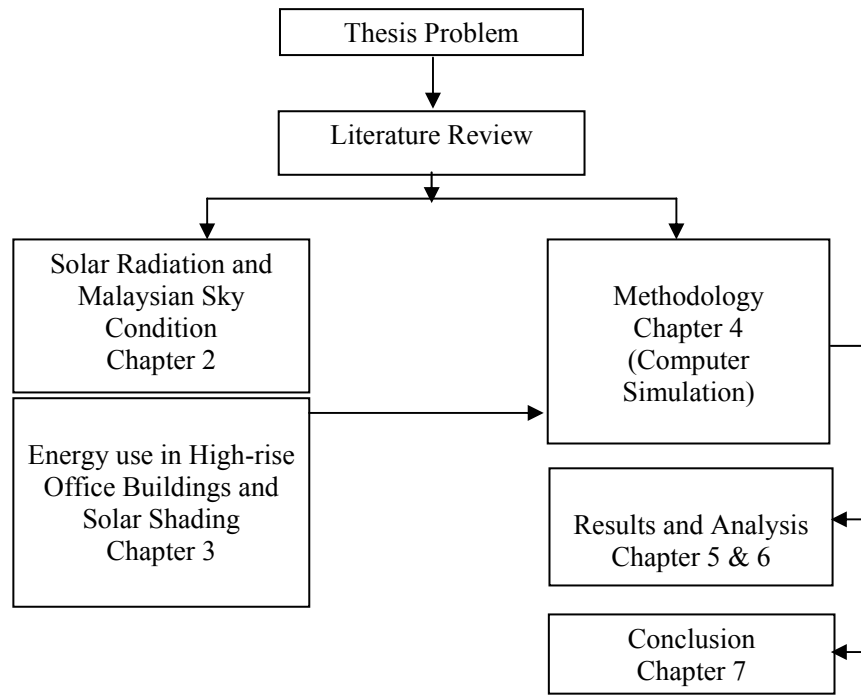 Thesis Problem
Literature Review
Solar Radiation and
Malaysian Sky
Condition
Chapter 2
Energy use in High-rise
Office Buildings and
Solar Shading
Chapter 3
Methodology
Chapter 4
(Computer
Simulation)
Results and Analysis
Chapter 5 & 6
Conclusion
Chapter 7